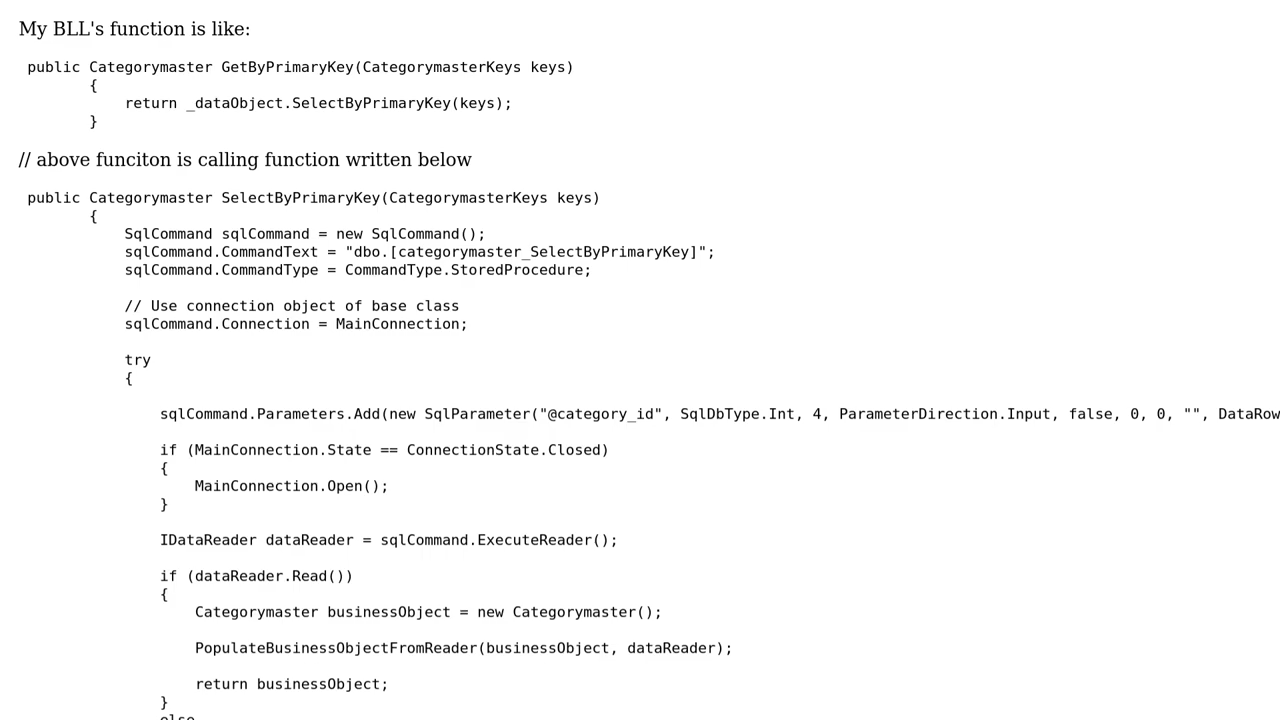 My BLL's function is like:
public Categorymaster GetByPrimaryKey(CategorymasterKeys keys)
{
return _dataObject.SelectByPrimaryKey(keys);
}
// above funciton is calling function written below
public Categorymaster SelectByPrimaryKey(CategorymasterKeys keys)
{
SqlCommand sqlCommand = new SqlCommand();
sqlCommand.CommandText = "dbo.[categorymaster_SelectByPrimaryKey]";
sqlCommand.CommandType = CommandType.StoredProcedure;
// Use connection object of base class
sqlCommand.Connection = MainConnection;
try
{
sqlCommand.Parameters.Add(new SqlParameter("@category_id", SqlDbType.Int, 4, ParameterDirection.Input, false, 0, 0, "", DataRow
if (MainConnection.State == ConnectionState.Closed)
{
MainConnection.Open();
}
IDataReader dataReader = sqlCommand.ExecuteReader();
if (dataReader.Read())
{
Categorymaster businessObject = new Categorymaster();
PopulateBusinessObjectFromReader(businessObject, dataReader);
return businessObject;
}
else